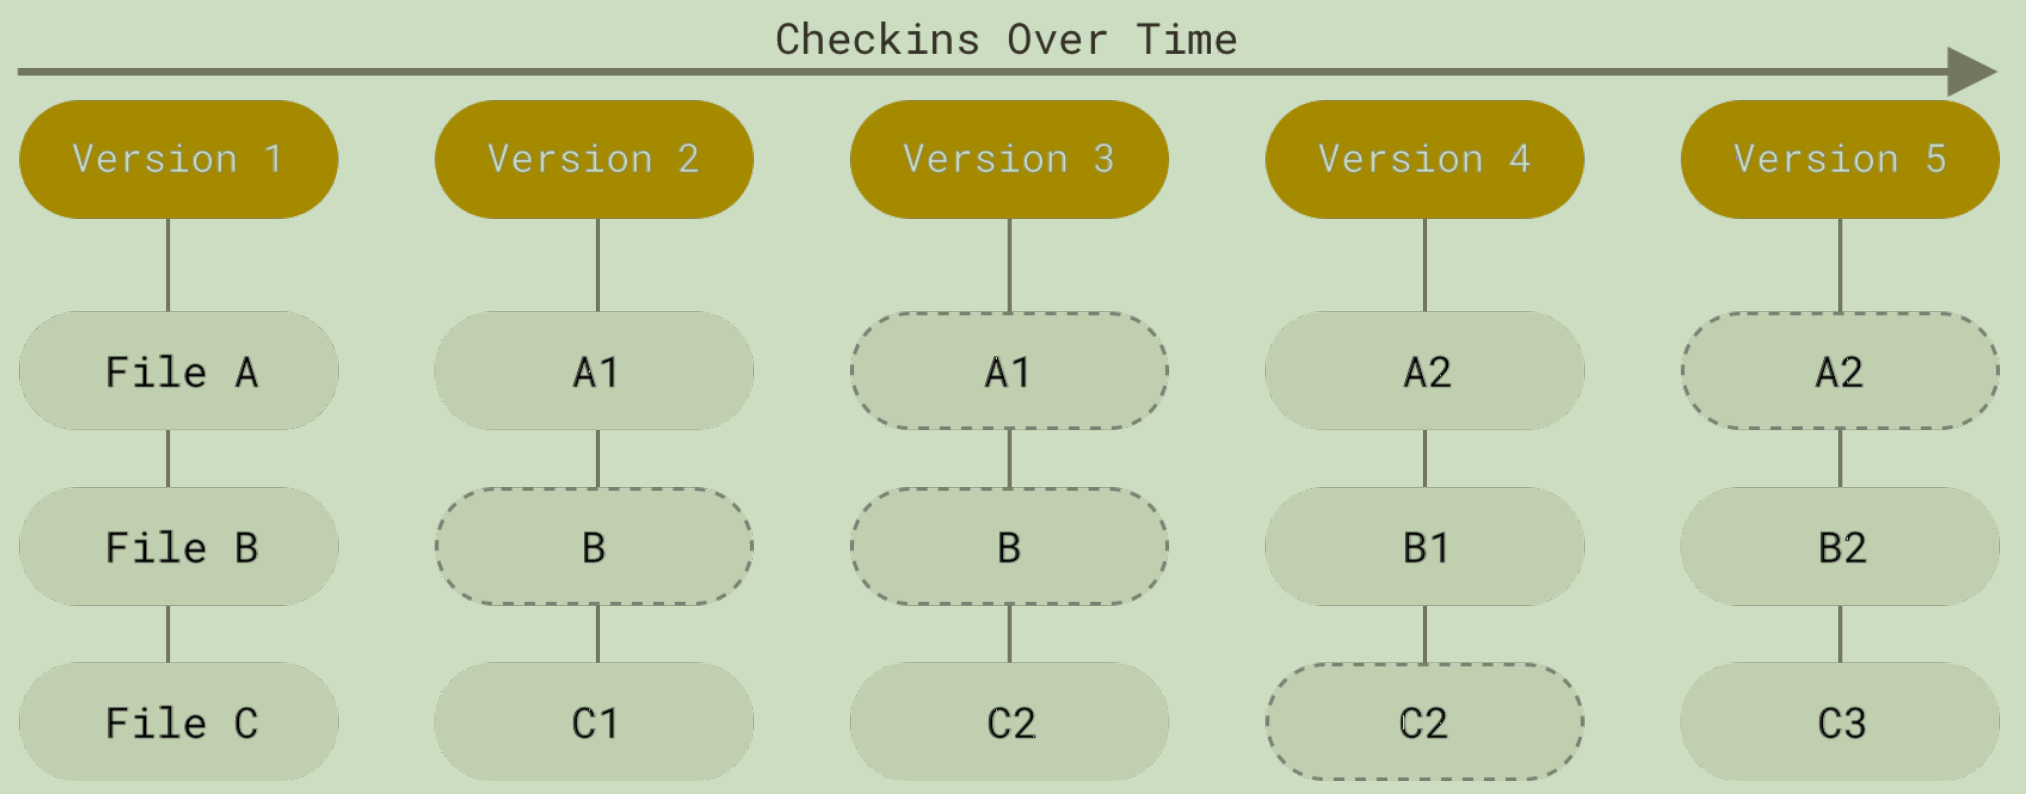 Checkins Over Time
Version 1
Version 2
Version 3
Version 4
Version 5
File A
A1
A1
A2
A2
File B
B
B
B1
B2
File C
C1
C2
C2
C3